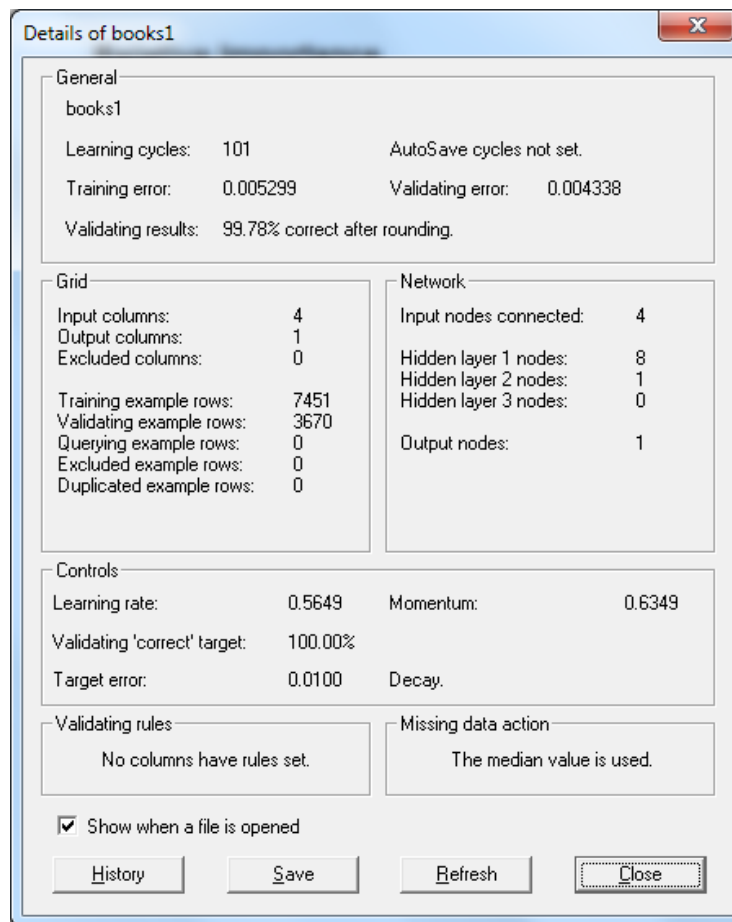 Details of books1
General
books1
Learning cycles: 101 AutoSave cycles not set.
Training error: 0.005299 Validating error: 0.004338
Validating results: 99.78% correct after rounding.
Grid
Input columns: 4
Output columns: 1
Excluded columns: 0
Training example rows: 7451
Validating example rows: 3670
Querying example rows: 0
Excluded example rows: 0
Duplicated example rows: 0
Network
Input nodes connected: 4
Hidden layer 1 nodes: 8
Hidden layer 2 nodes: 1
Hidden layer 3 nodes: 0
Output nodes: 1
Controls
Learning rate: 0.5649 Momentum: 0.6349
Validating 'correct' target: 100.00%
Target error: 0.0100 Decay.
Validating rules
No columns have rules set.
Missing data action
The median value is used.
Show when a file is opened
History Save Refresh Close